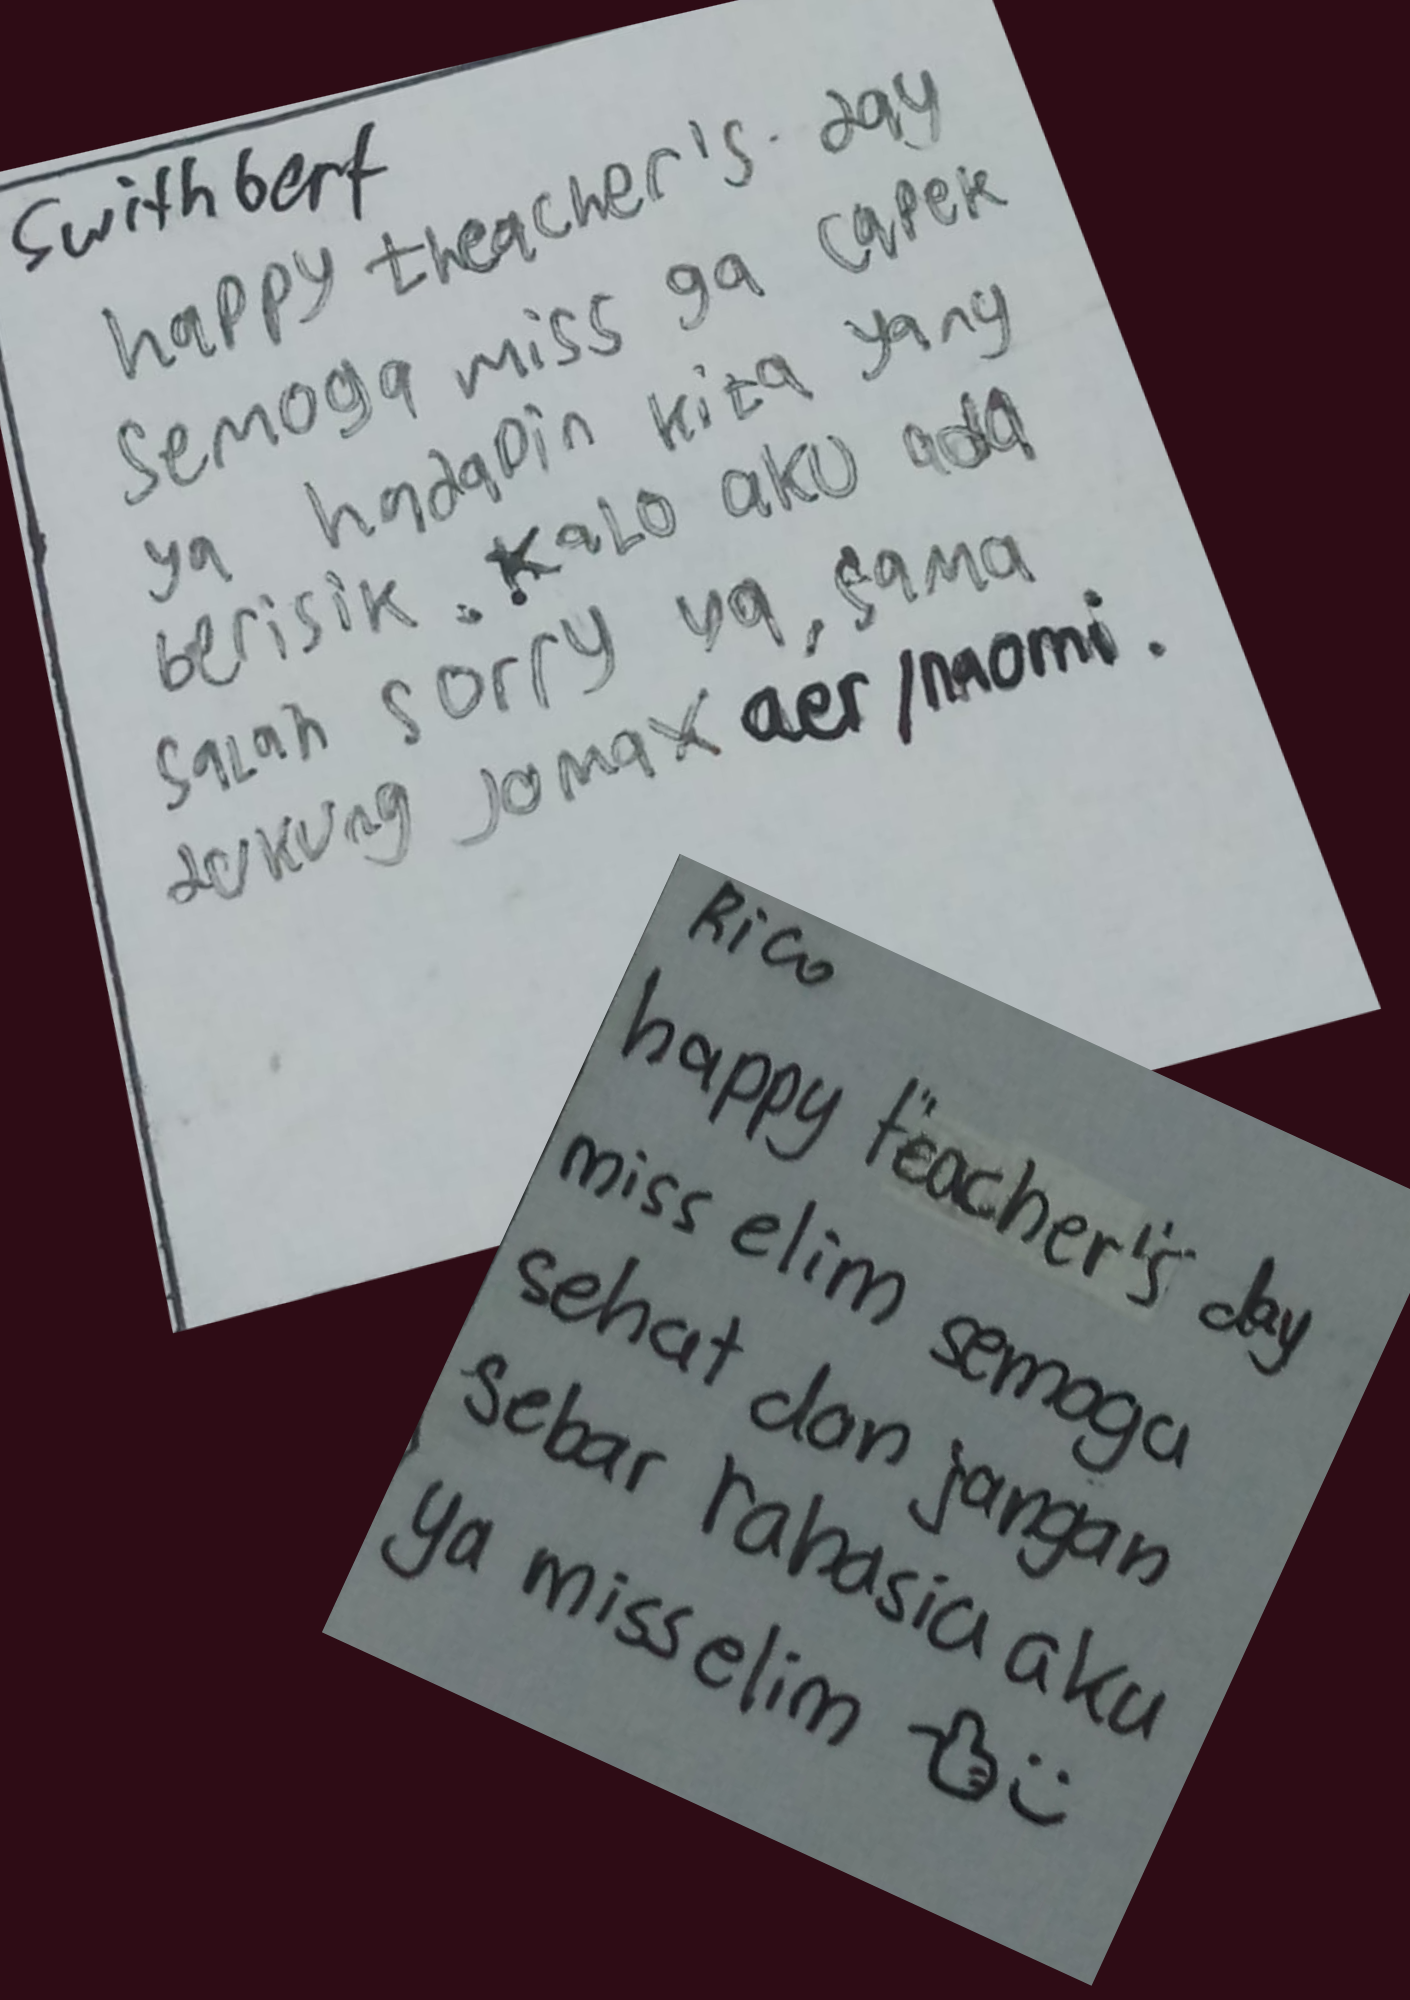 Swithbert
happy theacher's day
semoga miss ga capek
ya hadapin kita yang
berisik. Kalo aku ada
salah sorry ya, sama
dukung jomax aer/naomi.
Rico
happy teacher's day
miss elim semoga
sehat dan jangan
sebar rahasia aku
ya miss elim